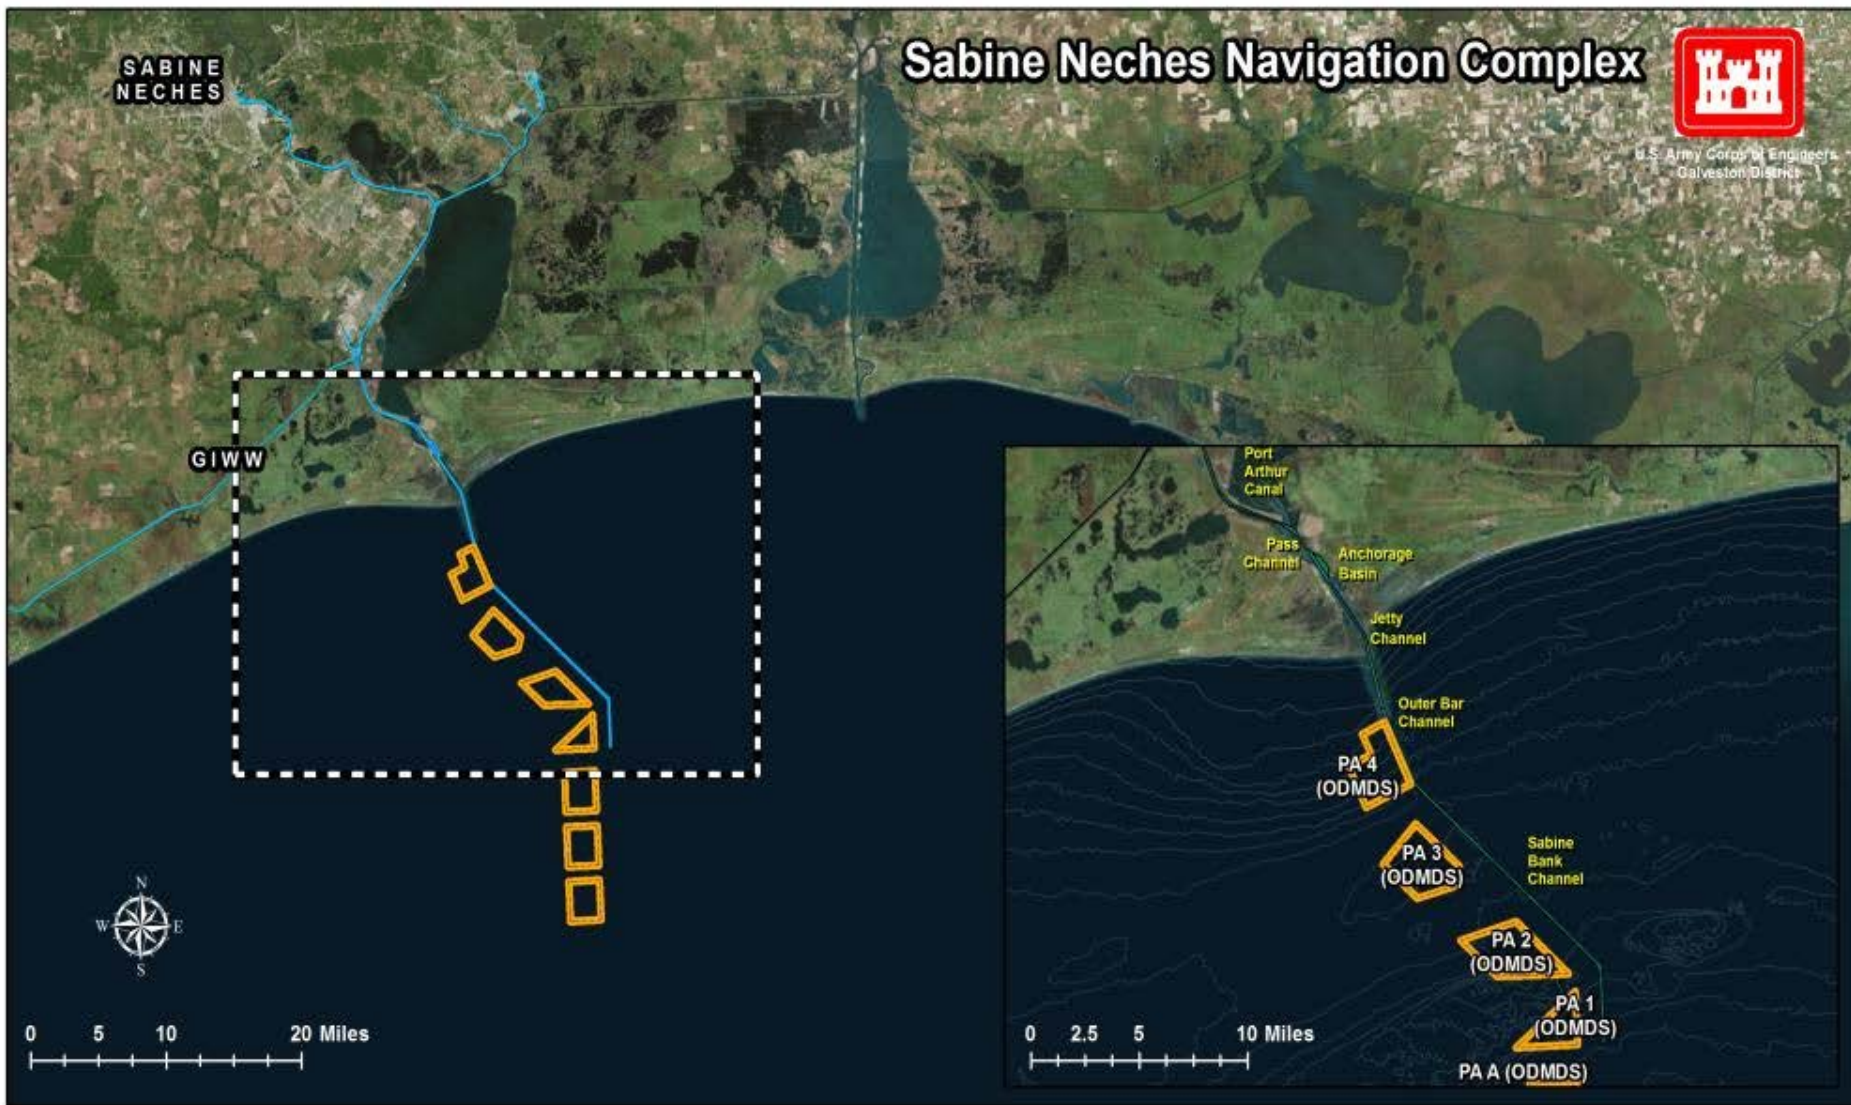 Sabine Neches Navigation Complex
U.S. Army Corps of Engineers
Galveston District
SABINE
NECHES
GIWW
N
W
E
S
0 5 10 20 Miles
Port
Arthur
Canal
Pass
Channel
Anchorage
Basin
Jetty
Channel
Outer Bar
Channel
PA 4
(ODMDS)
PA 3
(ODMDS)
Sabine
Bank
Channel
PA 2
(ODMDS)
PA 1
(ODMDS)
PA A (ODMDS)
0 2.5 5 10 Miles